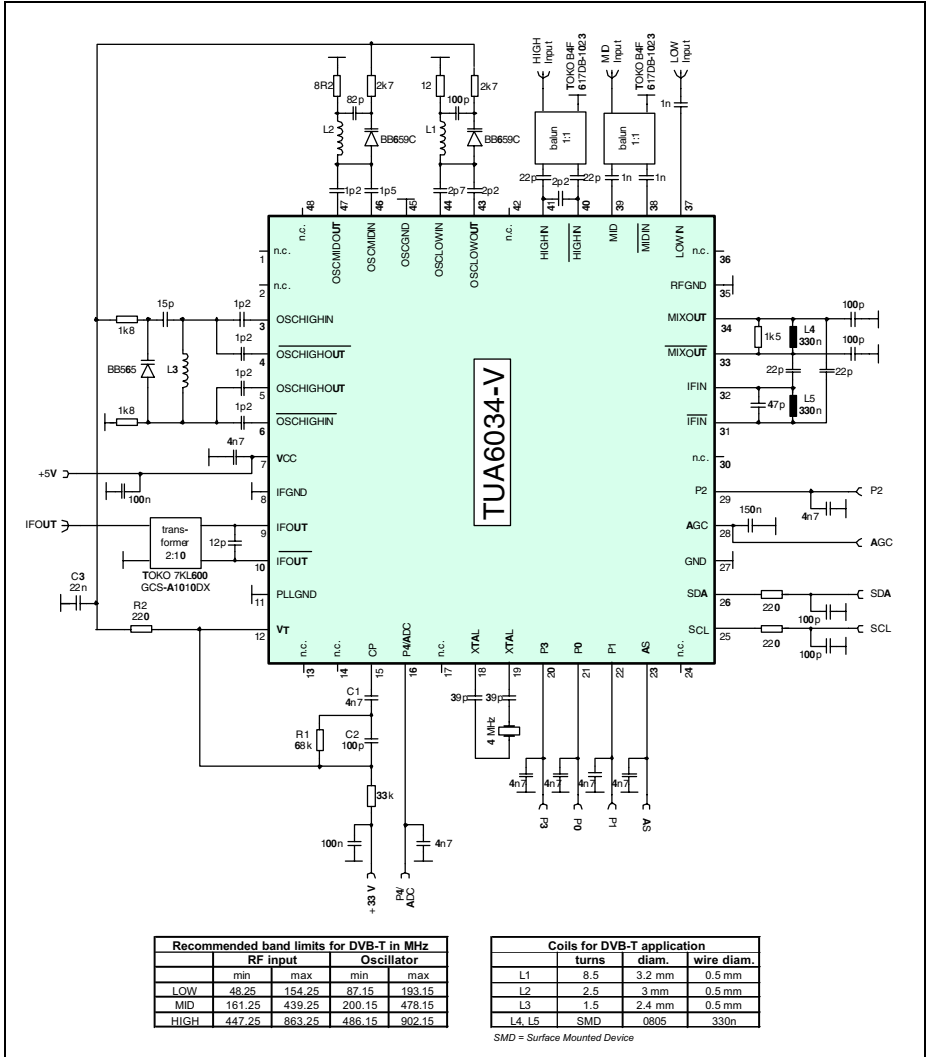 HIGH Input
TOKO B4F 617DB-1023
MID Input
TOKO B4F 617DB-1023
LOW Input
8R2
2k7
12
2k7
82p
100p
1n
L2
BB659C
L1
BB659C
balun 1:1
balun 1:1
1p2
1p5
2p7
2p2
22p
2p2
22p
1n
1n
48
47
46
45
44
43
42
41
40
39
38
37
n.c.
OSCMIDOUT
OSCMIDIN
OSCGND
OSCLOWIN
OSCLOWOUT
n.c.
HIGHIN
HIGHIN
MID
MIDIN
LOWIN
1
n.c.
n.c.
36
2
n.c.
RFGND
35
15p
1p2
1k8
3
OSCHIGHIN
MIXOUT
34
100p
1k5
L4
330n
1p2
4
OSCHIGHOUT
MIXOUT
33
100p
BB565
L3
1p2
5
OSCHIGHOUT
IFIN
32
22p
22p
1k8
1p2
6
OSCHIGHIN
IFIN
31
47p
L5
330n
4n7
7
VCC
n.c.
30
+5V
100n
8
IFGND
P2
29
P2
4n7
IFOUT
trans-
former
2:10
12p
9
IFOUT
AGC
28
150n
AGC
10
IFOUT
GND
27
TOKO 7KL600
GCS-A1010DX
C3
22n
11
PLLGND
SDA
26
220
SDA
100p
R2
220
12
VT
SCL
25
220
SCL
100p
TUA6034-V
n.c.
n.c.
CP
P4/ADC
n.c.
XTAL
XTAL
P3
P0
P1
AS
n.c.
13
14
15
16
17
18
19
20
21
22
23
24
C1
4n7
39p
39p
R1
68k
C2
100p
4 MHz
33k
4n7
4n7
4n7
4n7
P3
P0
P1
AS
100n
4n7
+33 V
P4/
ADC
Recommended band limits for DVB-T in MHz
RF input Oscillator
min max min max
LOW 48.25 154.25 87.15 193.15
MID 161.25 439.25 200.15 478.15
HIGH 447.25 863.25 486.15 902.15
Coils for DVB-T application
turns diam. wire diam.
L1 8.5 3.2 mm 0.5 mm
L2 2.5 3 mm 0.5 mm
L3 1.5 2.4 mm 0.5 mm
L4, L5 SMD 0805 330n
SMD = Surface Mounted Device